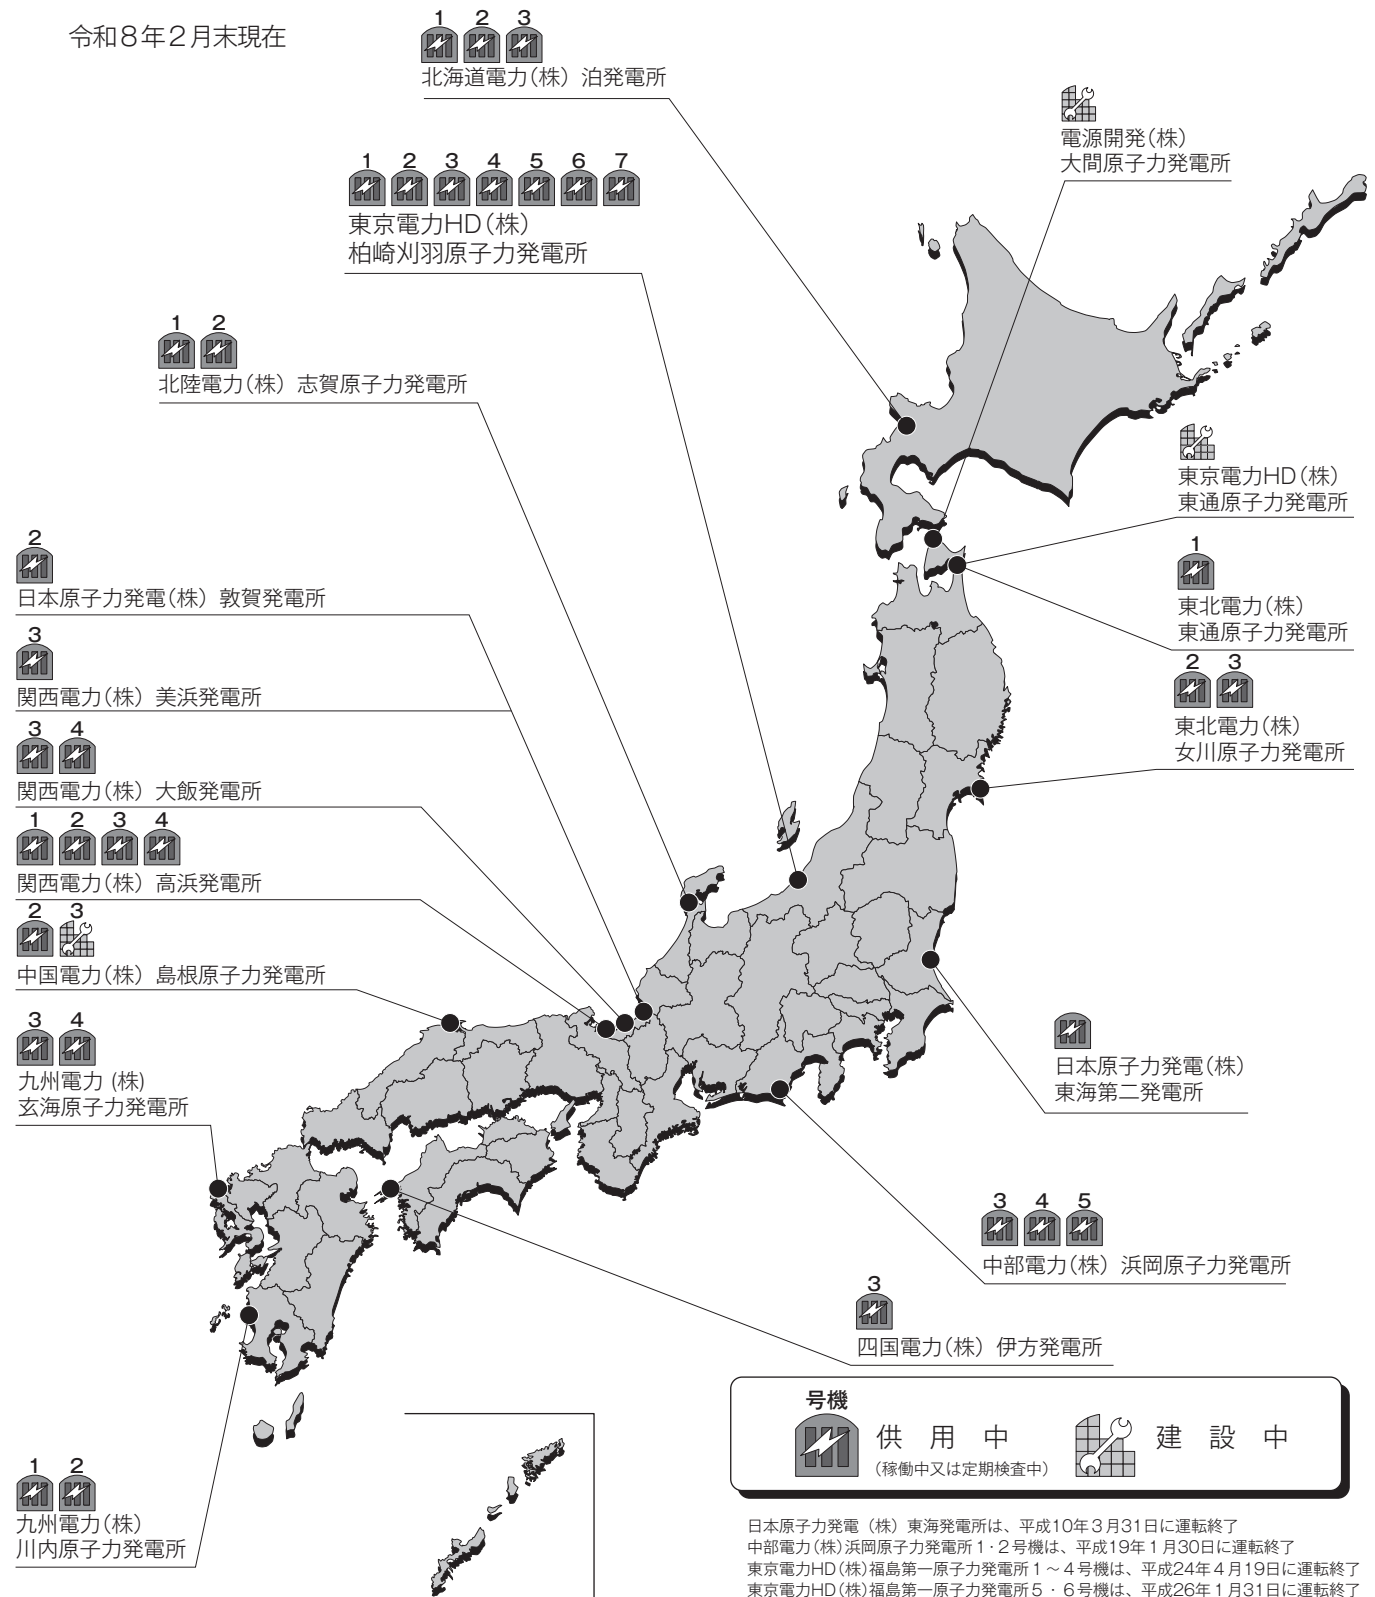 令和8年2月末現在
1 2 3
北海道電力(株) 泊発電所
電源開発(株)
大間原子力発電所
1 2 3 4 5 6 7
東京電力HD(株)
柏崎刈羽原子力発電所
1 2
北陸電力(株) 志賀原子力発電所
東京電力HD(株)
東通原子力発電所
2
日本原子力発電(株) 敦賀発電所
1
東北電力(株)
東通原子力発電所
3
関西電力(株) 美浜発電所
2 3
東北電力(株)
女川原子力発電所
3 4
関西電力(株) 大飯発電所
1 2 3 4
関西電力(株) 高浜発電所
2 3
中国電力(株) 島根原子力発電所
3 4
九州電力 (株)
玄海原子力発電所
日本原子力発電(株)
東海第二発電所
3 4 5
中部電力(株) 浜岡原子力発電所
3
四国電力(株) 伊方発電所
1 2
九州電力(株)
川内原子力発電所
号機
供用中
(稼働中又は定期検査中)
建設中
日本原子力発電(株)東海発電所は、平成10年3月31日に運転終了
中部電力(株)浜岡原子力発電所1・2号機は、平成19年1月30日に運転終了
東京電力HD(株)福島第一原子力発電所1～4号機は、平成24年4月19日に運転終了
東京電力HD(株)福島第一原子力発電所5・6号機は、平成26年1月31日に運転終了